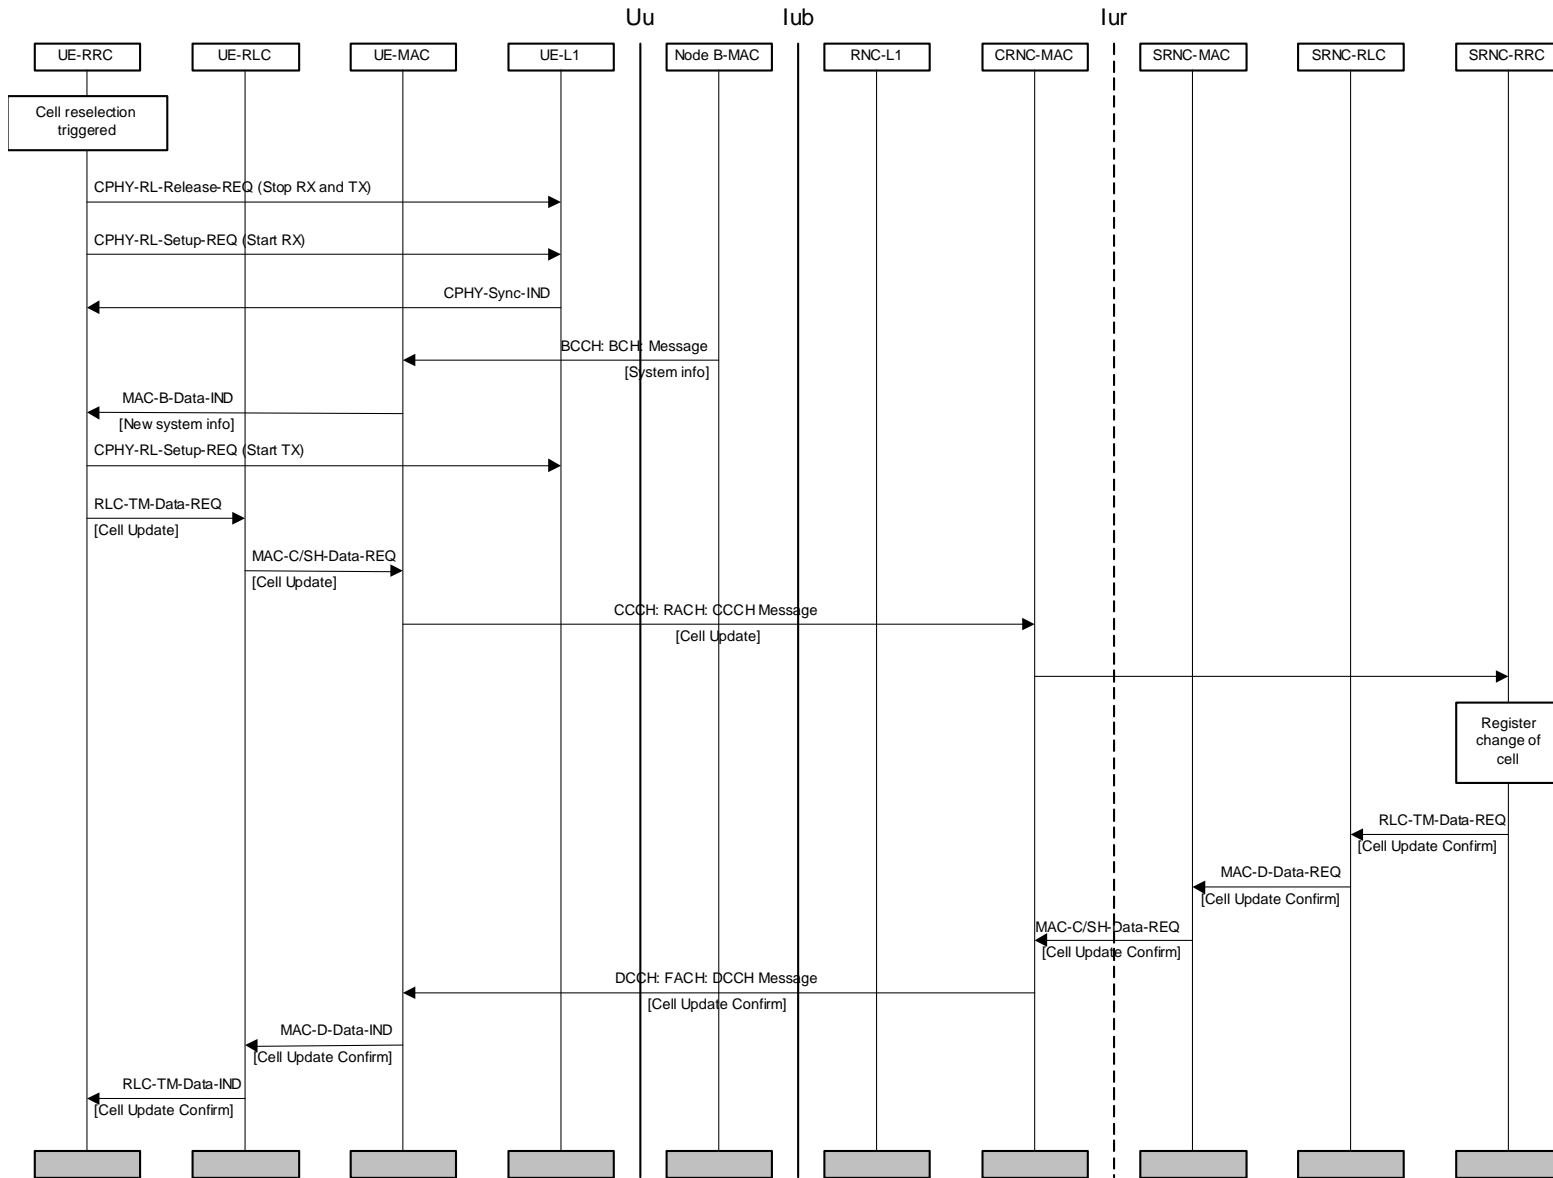 Uu
Iub
Iur
UE-RRC
UE-RLC
UE-MAC
UE-L1
Node B-MAC
RNC-L1
CRNC-MAC
SRNC-MAC
SRNC-RLC
SRNC-RRC
Cell reselection
triggered
CPHY-RL-Release-REQ (Stop RX and TX)
CPHY-RL-Setup-REQ (Start RX)
CPHY-Sync-IND
BCCH: BCH: Message
[System info]
MAC-B-Data-IND
[New system info]
CPHY-RL-Setup-REQ (Start TX)
RLC-TM-Data-REQ
[Cell Update]
MAC-C/SH-Data-REQ
[Cell Update]
CCCH: RACH: CCCH Message
[Cell Update]
Register
change of
cell
RLC-TM-Data-REQ
[Cell Update Confirm]
MAC-D-Data-REQ
[Cell Update Confirm]
MAC-C/SH-Data-REQ
[Cell Update Confirm]
DCCH: FACH: DCCH Message
[Cell Update Confirm]
MAC-D-Data-IND
[Cell Update Confirm]
RLC-TM-Data-IND
[Cell Update Confirm]